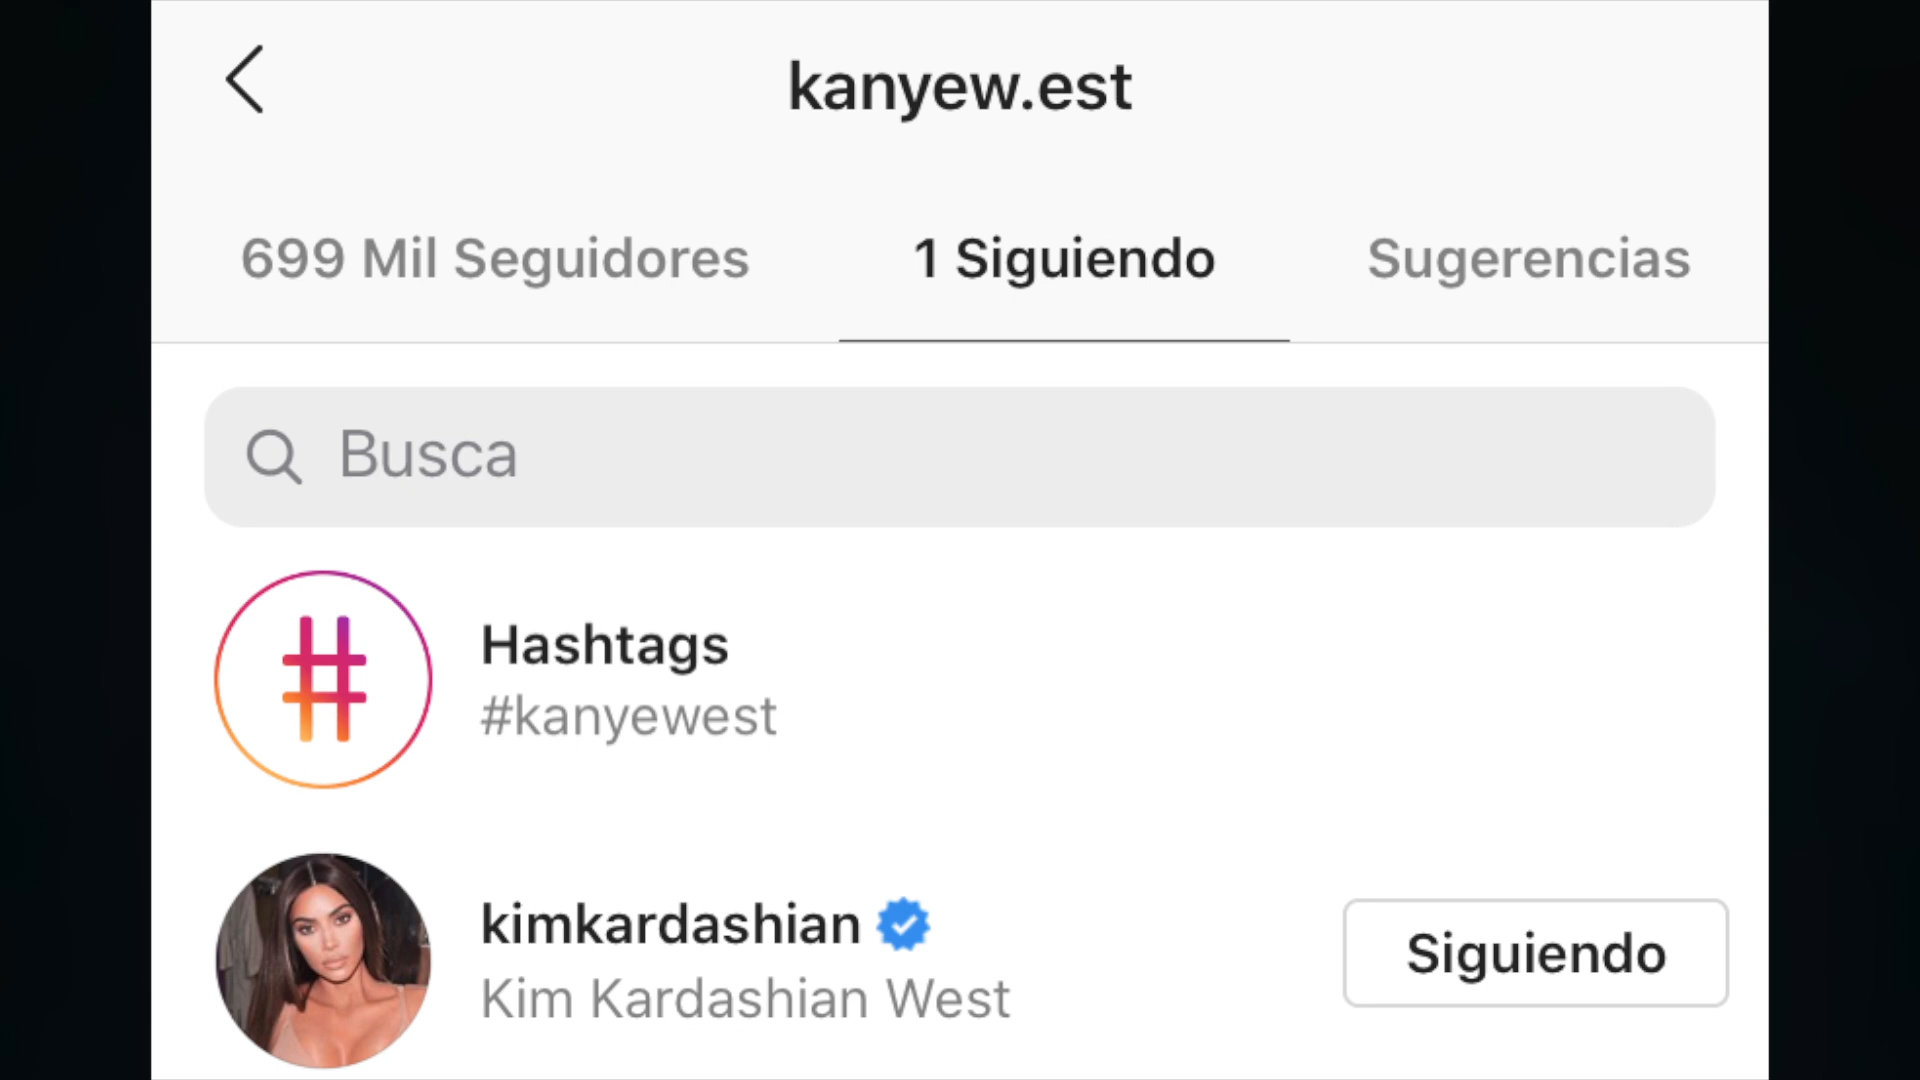 kanyew.est
699 Mil Seguidores 1 Siguiendo Sugerencias
Busca
Hashtags
#kanyewest
kimkardashian
Kim Kardashian West
Siguiendo